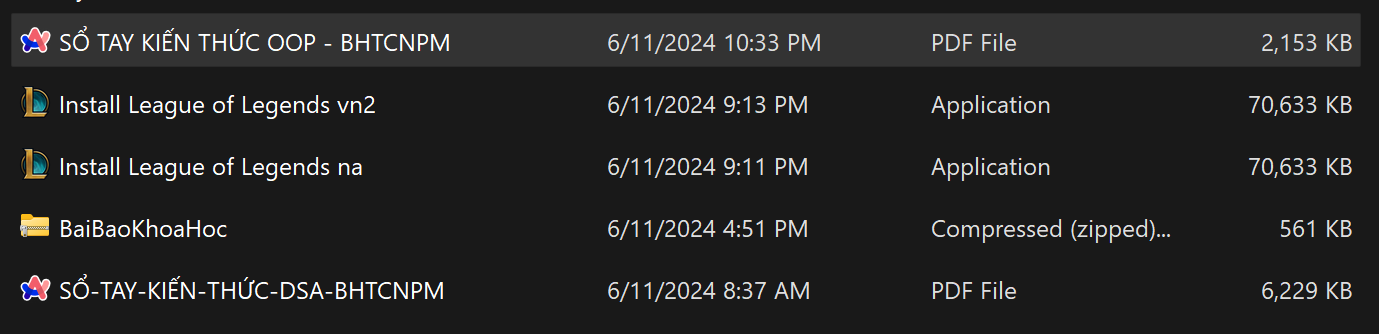 SỔ TAY KIẾN THỨC OOP - BHTCNPM 6/11/2024 10:33 PM PDF File 2,153 KB
Install League of Legends vn2 6/11/2024 9:13 PM Application 70,633 KB
Install League of Legends na 6/11/2024 9:11 PM Application 70,633 KB
BaiBaoKhoaHoc 6/11/2024 4:51 PM Compressed (zipped)... 561 KB
SỔ-TAY-KIẾN-THỨC-DSA-BHTCNPM 6/11/2024 8:37 AM PDF File 6,229 KB